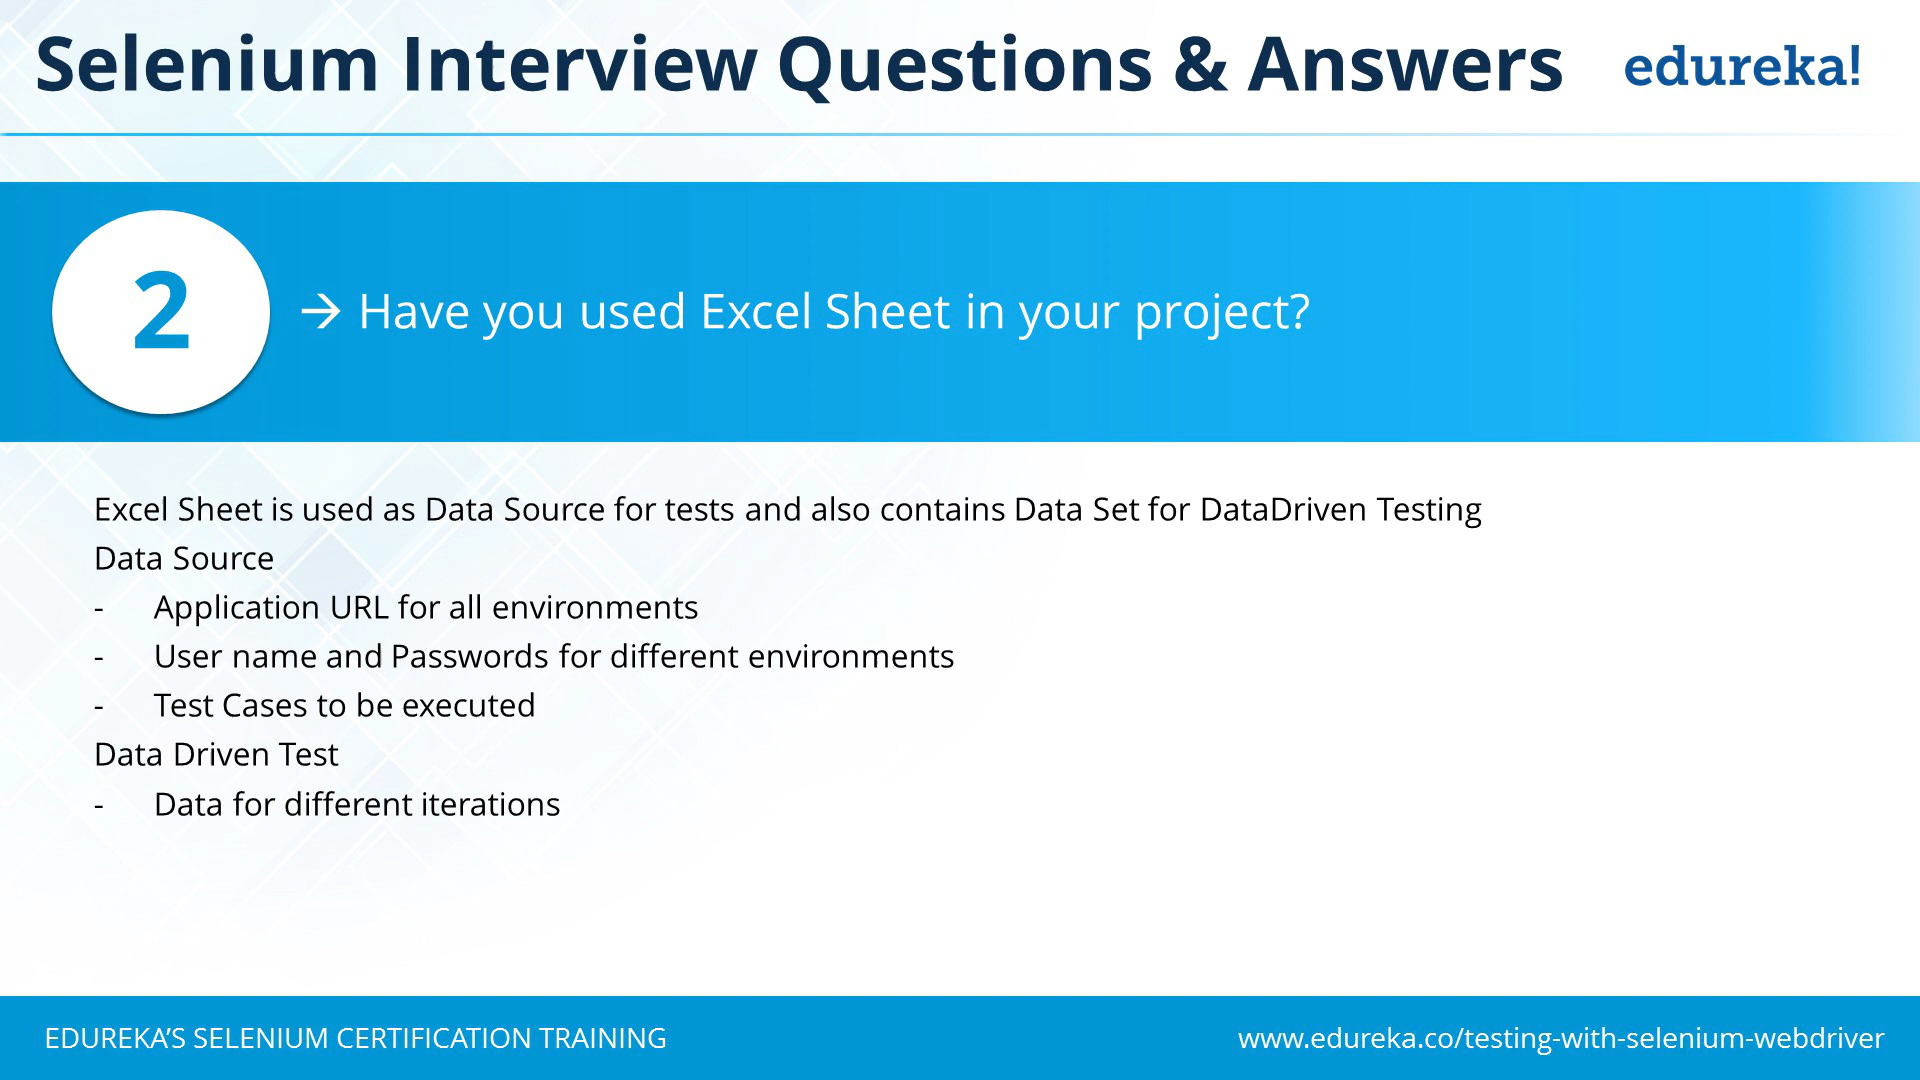 Selenium Interview Questions & Answers
edureka!
2
→ Have you used Excel Sheet in your project?
Excel Sheet is used as Data Source for tests and also contains Data Set for DataDriven Testing
Data Source
- Application URL for all environments
- User name and Passwords for different environments
- Test Cases to be executed
Data Driven Test
- Data for different iterations
EDUREKA’S SELENIUM CERTIFICATION TRAINING
www.edureka.co/testing-with-selenium-webdriver